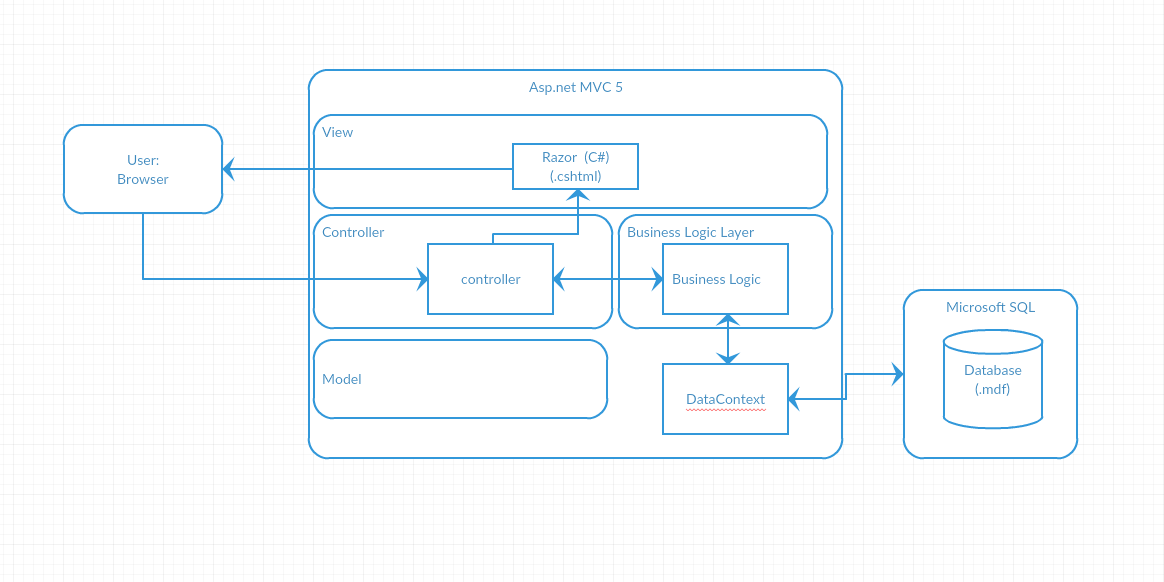 Asp.net MVC 5
View
User:
Browser
Razor (C#)
(.cshtml)
Controller
Business Logic Layer
controller
Business Logic
Microsoft SQL
Database
(.mdf)
Model
DataContext